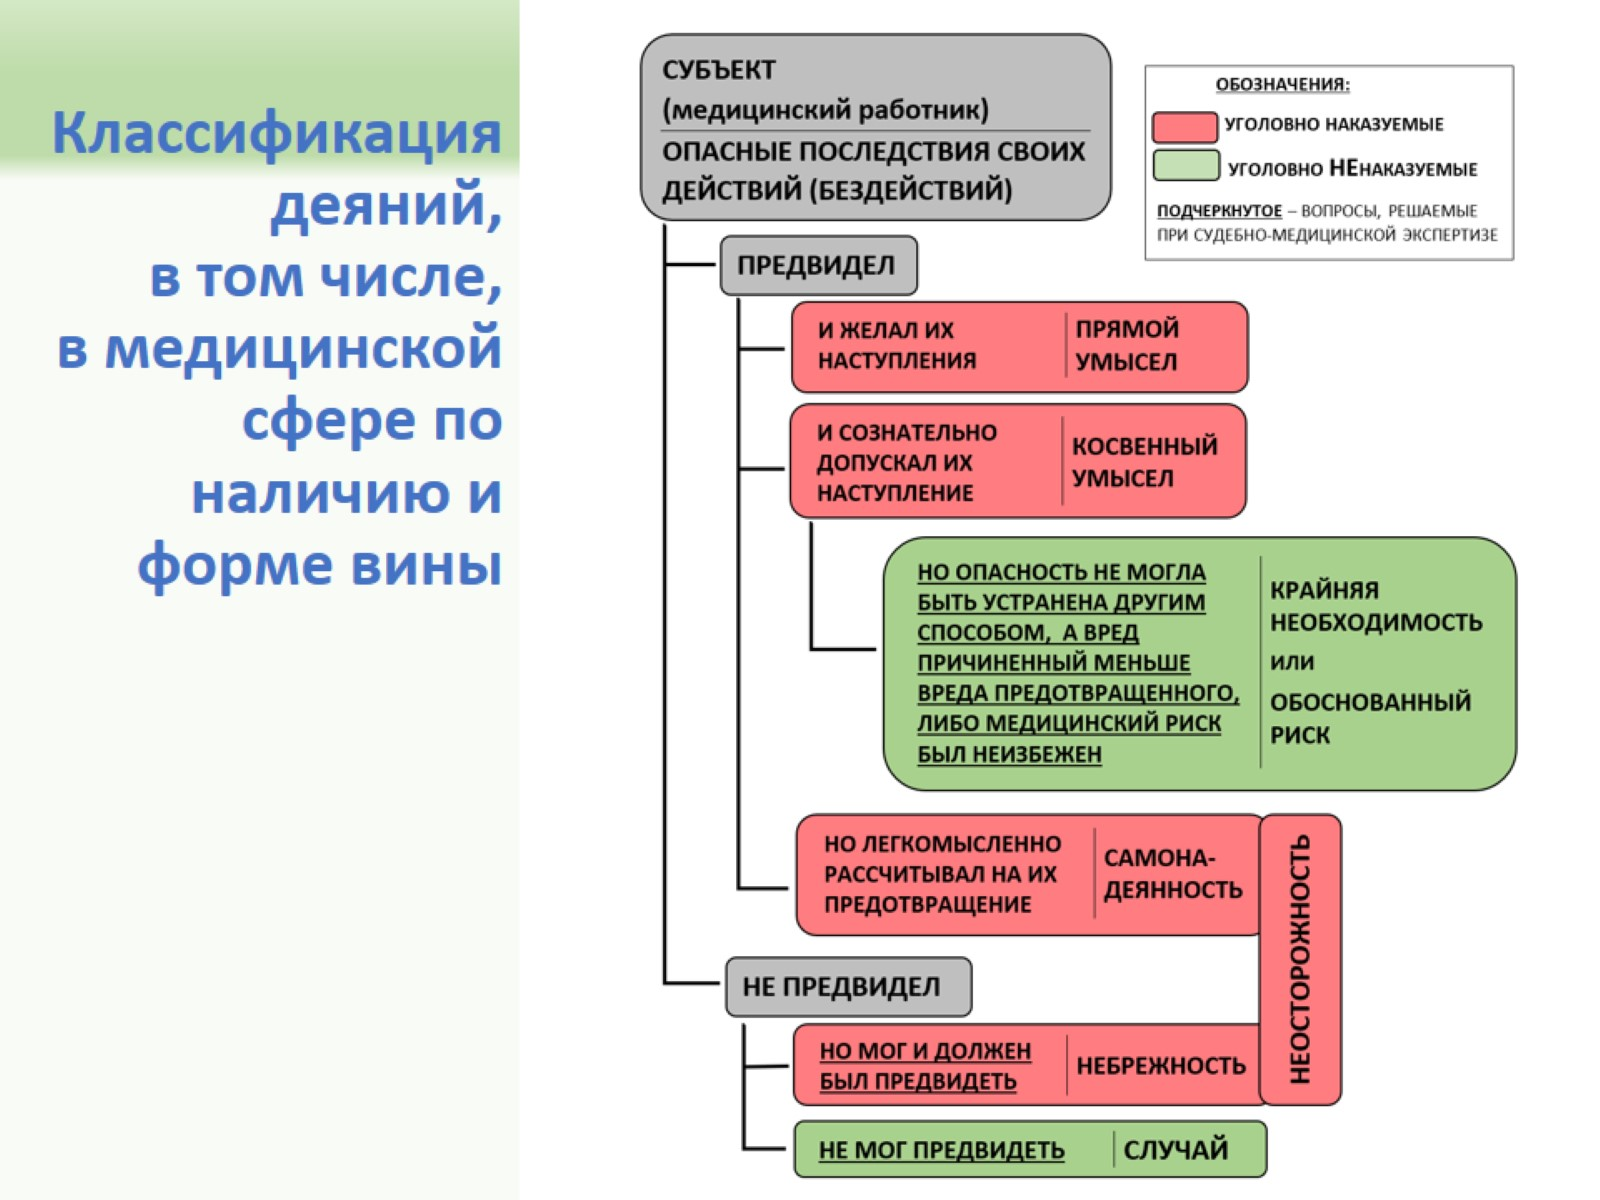 Классификация
деяний,
в том числе,
в медицинской
сфере по
наличию и
форме вины
СУБЪЕКТ
(медицинский работник)
ОПАСНЫЕ ПОСЛЕДСТВИЯ СВОИХ
ДЕЙСТВИЙ (БЕЗДЕЙСТВИЙ)
ОБОЗНАЧЕНИЯ:
УГОЛОВНО НАКАЗУЕМЫЕ
УГОЛОВНО НЕНАКАЗУЕМЫЕ
ПОДЧЕРКНУТОЕ – ВОПРОСЫ, РЕШАЕМЫЕ
ПРИ СУДЕБНО-МЕДИЦИНСКОЙ ЭКСПЕРТИЗЕ
ПРЕДВИДЕЛ
И ЖЕЛАЛ ИХ
НАСТУПЛЕНИЯ
ПРЯМОЙ
УМЫСЕЛ
И СОЗНАТЕЛЬНО
ДОПУСКАЛ ИХ
НАСТУПЛЕНИЕ
КОСВЕННЫЙ
УМЫСЕЛ
НО ОПАСНОСТЬ НЕ МОГЛА
БЫТЬ УСТРАНЕНА ДРУГИМ
СПОСОБОМ, А ВРЕД
ПРИЧИНЕННЫЙ МЕНЬШЕ
ВРЕДА ПРЕДОТВРАЩЕННОГО,
ЛИБО МЕДИЦИНСКИЙ РИСК
БЫЛ НЕИЗБЕЖЕН
КРАЙНЯЯ
НЕОБХОДИМОСТЬ
ИЛИ
ОБОСНОВАННЫЙ
РИСК
НО ЛЕГКОМЫСЛЕННО
РАССЧИТЫВАЛ НА ИХ
ПРЕДОТВРАЩЕНИЕ
САМОНА-
ДЕЯННОСТЬ
НЕОСТОРОЖНОСТЬ
НЕ ПРЕДВИДЕЛ
НО МОГ И ДОЛЖЕН
БЫЛ ПРЕДВИДЕТЬ
НЕБРЕЖНОСТЬ
НЕ МОГ ПРЕДВИДЕТЬ
СЛУЧАЙ